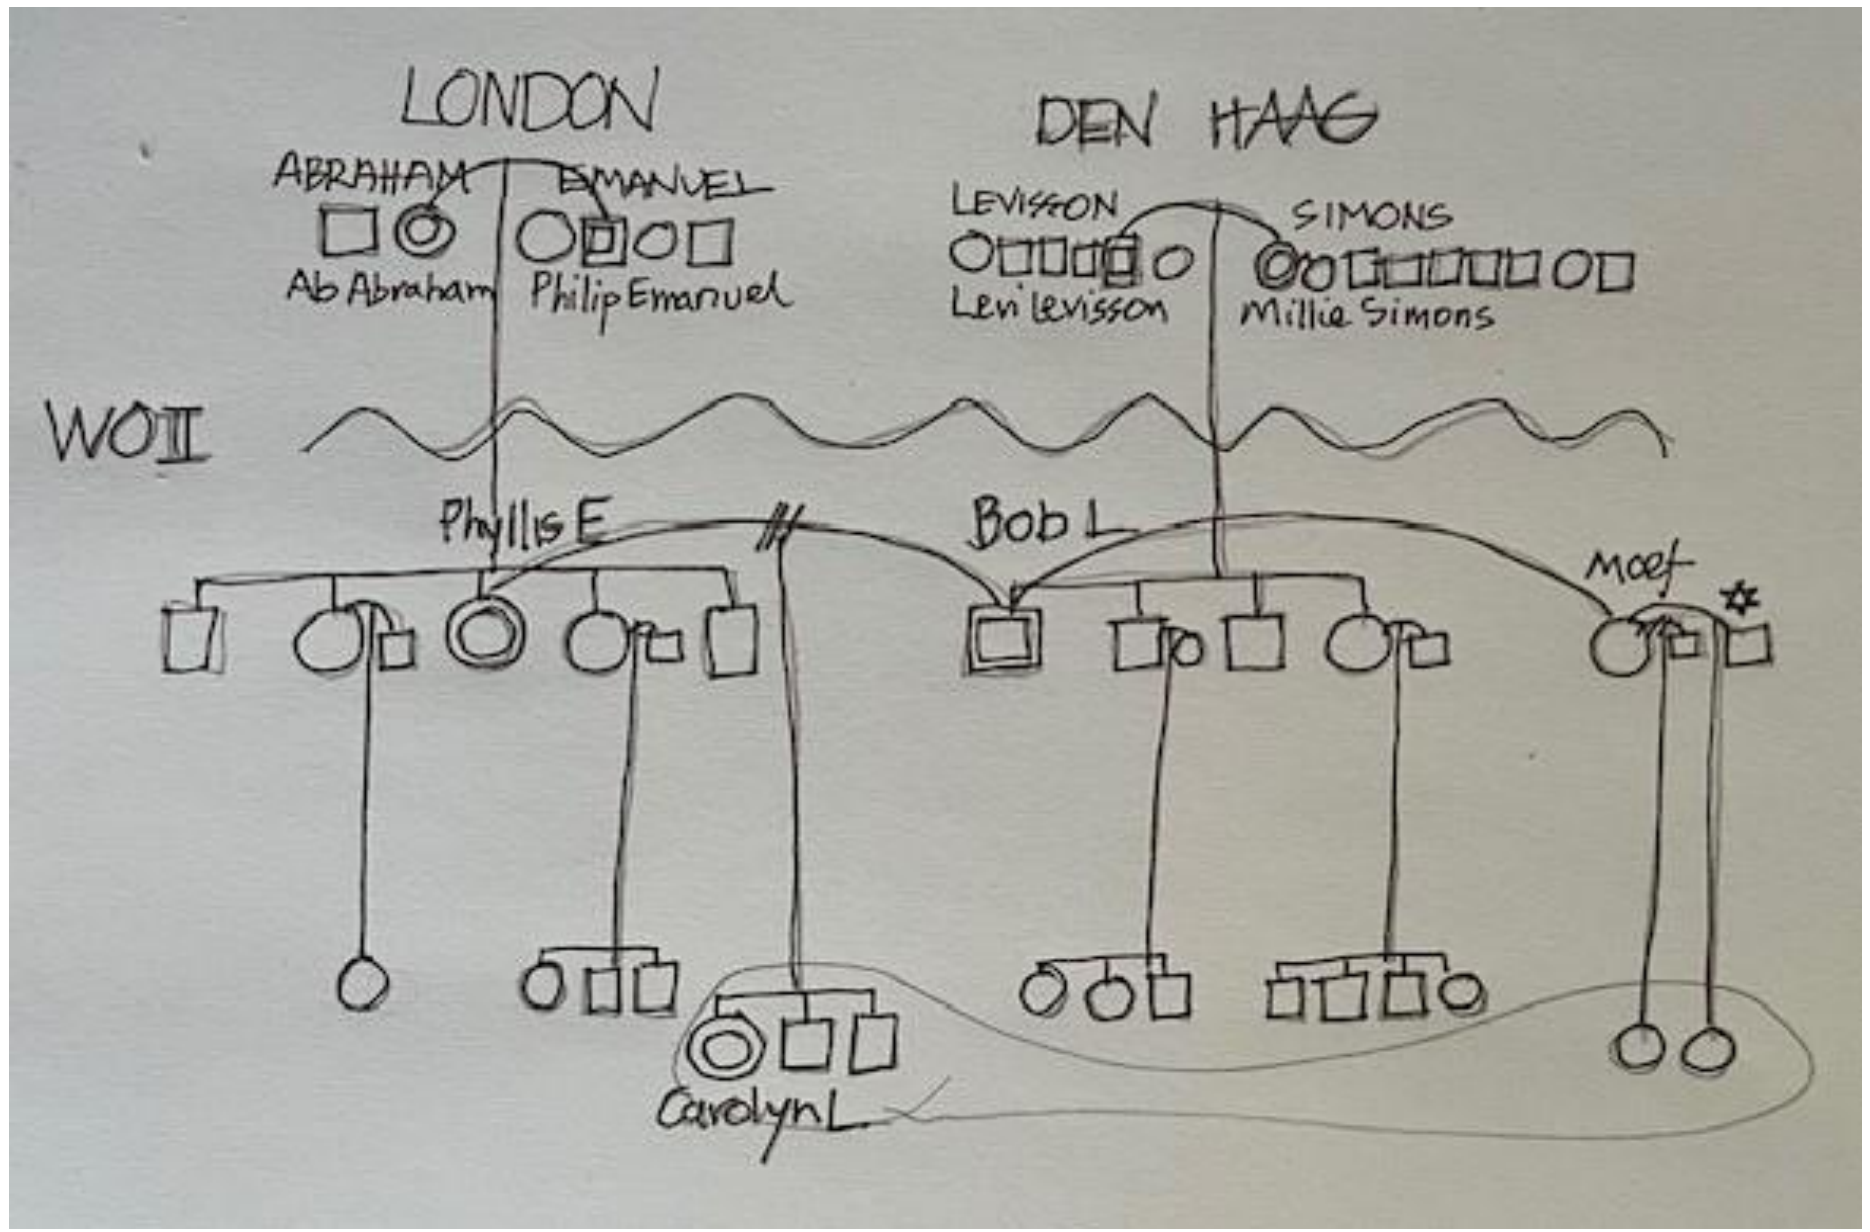 LONDON
DEN HAAG
ABRAHAM EMANUEL
LEVISSON SIMONS
Ab Abraham Philip Emanuel
Levi Levisson Millie Simons
WOII
Phyllis E Bob L
Moef
Carolyn L.